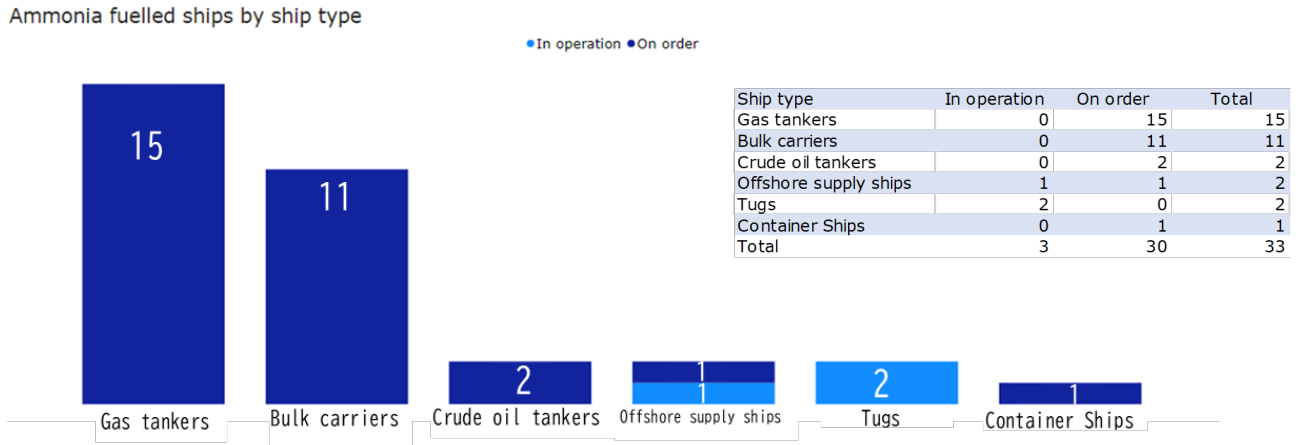 Ammonia fuelled ships by ship type
In operation On order
Ship type In operation On order Total
Gas tankers 0 15 15
Bulk carriers 0 11 11
Crude oil tankers 0 2 2
Offshore supply ships 1 1 2
Tugs 2 0 2
Container Ships 0 1 1
Total 3 30 33
15
11
2
1
1
2
1
Gas tankers
Bulk carriers
Crude oil tankers
Offshore supply ships
Tugs
Container Ships